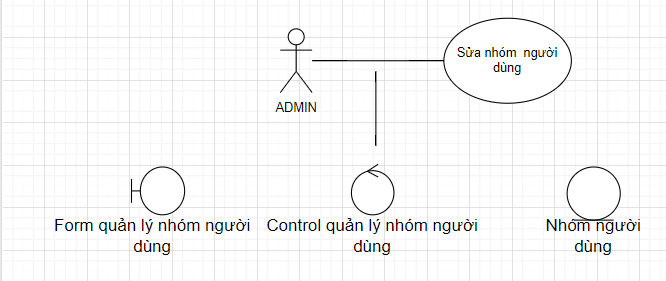 Sửa nhóm người
dùng
ADMIN
Form quản lý nhóm người
dùng
Control quản lý nhóm người
dùng
Nhóm người
dùng